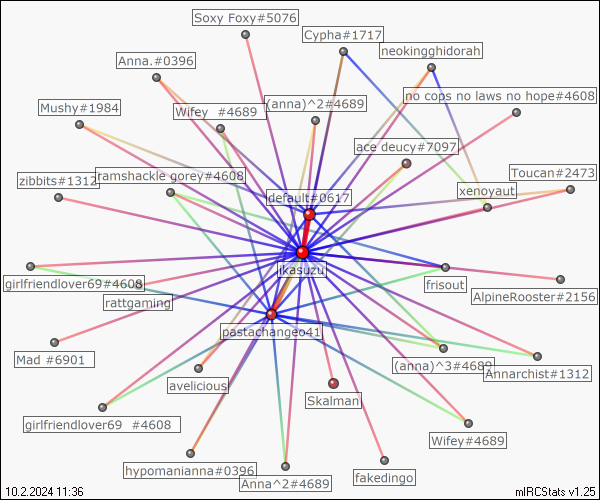 Soxy Foxy#5076
Cypha#1717
neokingghidorah
Anna.#0396
no cops no laws no hope#4608
Mushy#1984
Wifey  #4689
(anna)^2#4689
ace deucy#7097
Toucan#2473
zibbits#1312
ramshackle gorey#4608
xenoyaut
default#0617
jikasuzu
girlfriendlover69#4608
frisout
rattgaming
AlpineRooster#2156
pastachangeo41
Mad #6901
(anna)^3#4689
Annarchist#1312
avelicious
Skalman
girlfriendlover69  #4608
Wifey#4689
hypomanianna#0396
fakedingo
Anna^2#4689
10.2.2024 11:36
mIRCStats v1.25